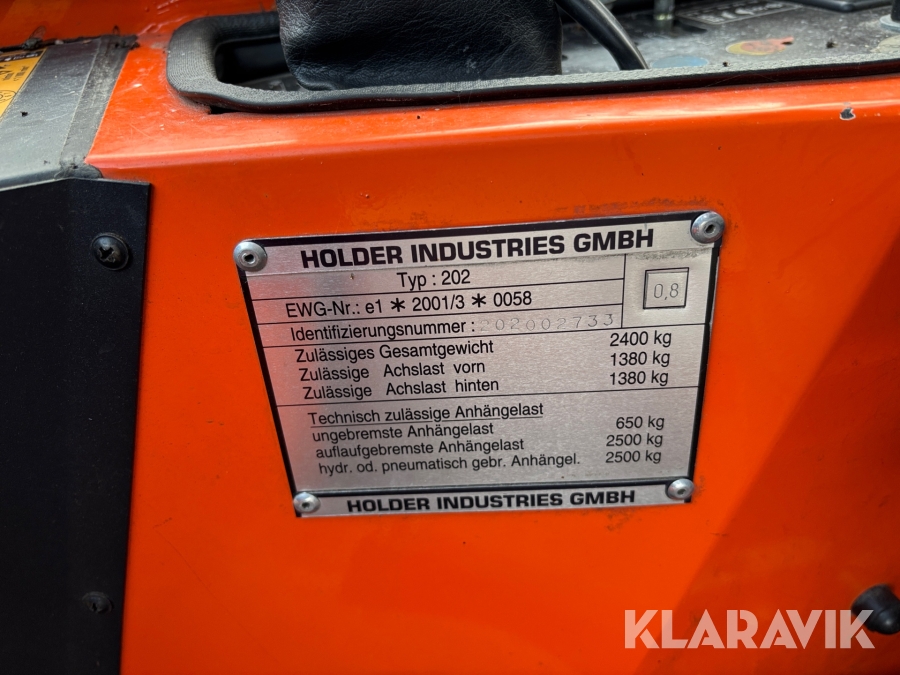 HOLDER INDUSTRIES GMBH
Typ : 202
0,8
EWG-Nr.: e1 * 2001/3 * 0058
Identifizierungsnummer : 202002733
Zulässiges Gesamtgewicht 2400 kg
Zulässige Achslast vorn 1380 kg
Zulässige Achslast hinten 1380 kg
Technisch zulässige Anhängelast
ungebremste Anhängelast 650 kg
auflaufgebremste Anhängelast 2500 kg
hydr. od. pneumatisch gebr. Anhängel. 2500 kg
HOLDER INDUSTRIES GMBH
KLARAVIK